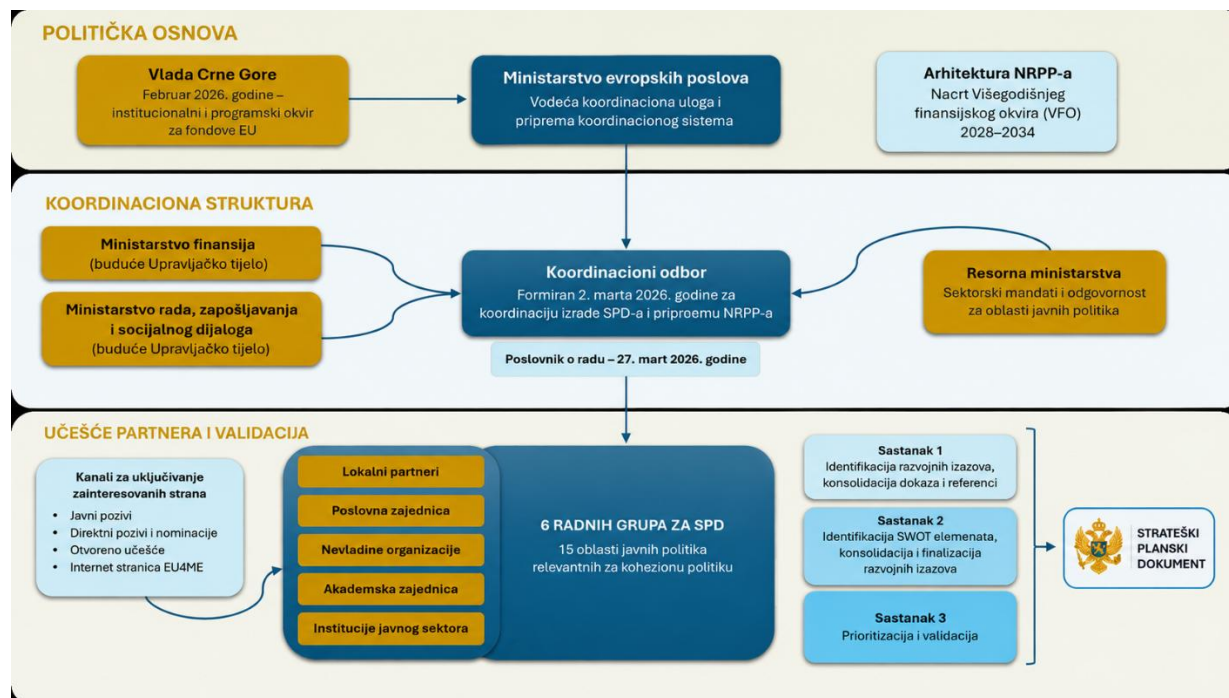 POLITIČKA OSNOVA
Vlada Crne Gore
Februar 2026. godine –
institucionalni i programski okvir
za fondove EU
Ministarstvo evropskih poslova
Vodeća koordinaciona uloga i
priprema koordinacionog sistema
Arhitektura NRPP-a
Nacrt Višegodišnjeg
finansijskog okvira (VFO)
2028–2034
KOORDINACIONA STRUKTURA
Ministarstvo finansija
(buduće Upravljačko tijelo)
Ministarstvo rada, zapošljavanja
i socijalnog dijaloga
(buduće Upravljačko tijelo)
Koordinacioni odbor
Formiran 2. marta 2026. godine za
koordinaciju izrade SPD-a i priproemu NRPP-a
Poslovnik o radu – 27. mart 2026. godine
Resorna ministarstva
Sektorski mandati i odgovornost
za oblasti javnih politika
UČEŠĆE PARTNERA I VALIDACIJA
Kanali za uključivanje
zainteresovanih strana
• Javni pozivi
• Direktni pozivi i nominacije
• Otvoreno učešće
• Internet stranica EU4ME
Lokalni partneri
Poslovna zajednica
Nevladine organizacije
Akademska zajednica
Institucije javnog sektora
6 RADNIH GRUPA ZA SPD
15 oblasti javnih politika
relevantnih za kohezionu politiku
Sastanak 1
Identifikacija razvojnih izazova,
konsolidacija dokaza i referenci
Sastanak 2
Identifikacija SWOT elemenata,
konsolidacija i finalizacija
razvojnih izazova
Sastanak 3
Prioritizacija i validacija
STRATEŠKI
PLANSKI
DOKUMENT